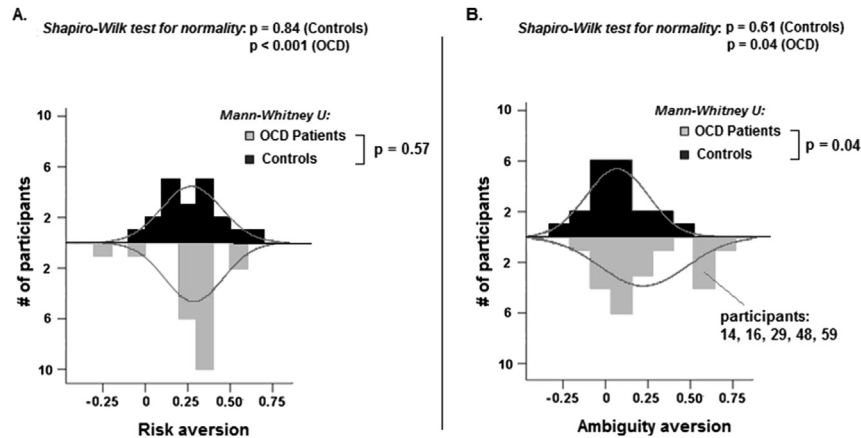 A.
Shapiro-Wilk test for normality: p = 0.84 (Controls)
p < 0.001 (OCD)
Mann-Whitney U:
OCD Patients
Controls
p = 0.57
# of participants
10
6
2
2
6
10
-0.25 0 0.25 0.50 0.75
Risk aversion
B.
Shapiro-Wilk test for normality: p = 0.61 (Controls)
p = 0.04 (OCD)
Mann-Whitney U:
OCD Patients
Controls
p = 0.04
# of participants
10
6
2
2
6
10
participants:
14, 16, 29, 48, 59
-0.25 0 0.25 0.50 0.75
Ambiguity aversion